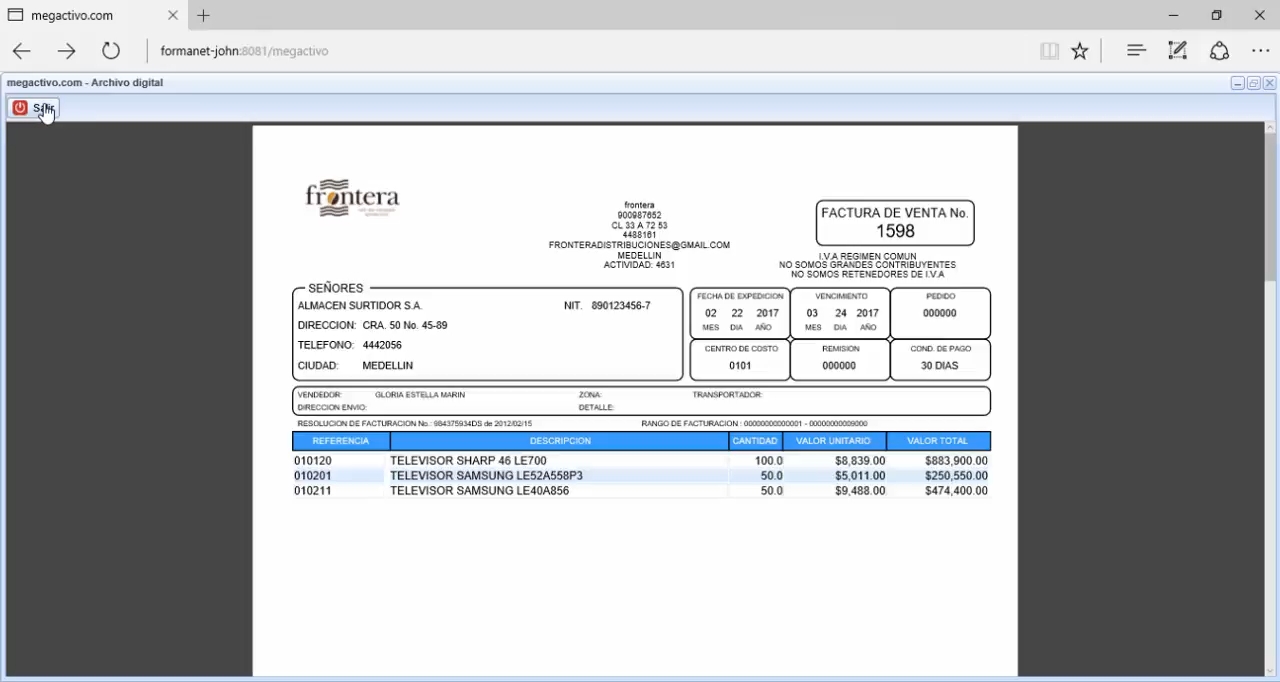 megactivo.com
formanet-john:8081/megactivo
megactivo.com - Archivo digital
Salir
frontera
frontera
900987652
CL 33 A 72 53
4488161
FRONTERADISTRIBUCIONES@GMAIL.COM
MEDELLIN
ACTIVIDAD: 4631
FACTURA DE VENTA No.
1598
I.V.A REGIMEN COMUN
NO SOMOS GRANDES CONTRIBUYENTES
NO SOMOS RETENEDORES DE I.V.A
SEÑORES
ALMACEN SURTIDOR S.A. NIT. 890123456-7
DIRECCION: CRA. 50 No. 45-89
TELEFONO: 4442056
CIUDAD: MEDELLIN
FECHA DE EXPEDICION VENCIMIENTO PEDIDO
02 22 2017 03 24 2017 000000
MES DIA AÑO MES DIA AÑO
CENTRO DE COSTO REMISION COND. DE PAGO
0101 000000 30 DIAS
VENDEDOR: GLORIA ESTELLA MARIN ZONA: TRANSPORTADOR:
DIRECCION ENVIO: DETALLE:
RESOLUCION DE FACTURACION No.: 984375934DS de 2012/02/15 RANGO DE FACTURACION : 00000000000001 - 00000000009000
REFERENCIA DESCRIPCION CANTIDAD VALOR UNITARIO VALOR TOTAL
010120 TELEVISOR SHARP 46 LE700 100.0 $8,839.00 $883,900.00
010201 TELEVISOR SAMSUNG LE52A558P3 50.0 $5,011.00 $250,550.00
010211 TELEVISOR SAMSUNG LE40A856 50.0 $9,488.00 $474,400.00